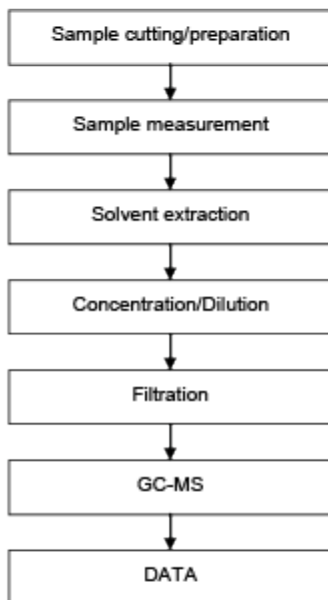 Sample cutting/preparation
Sample measurement
Solvent extraction
Concentration/Dilution
Filtration
GC-MS
DATA